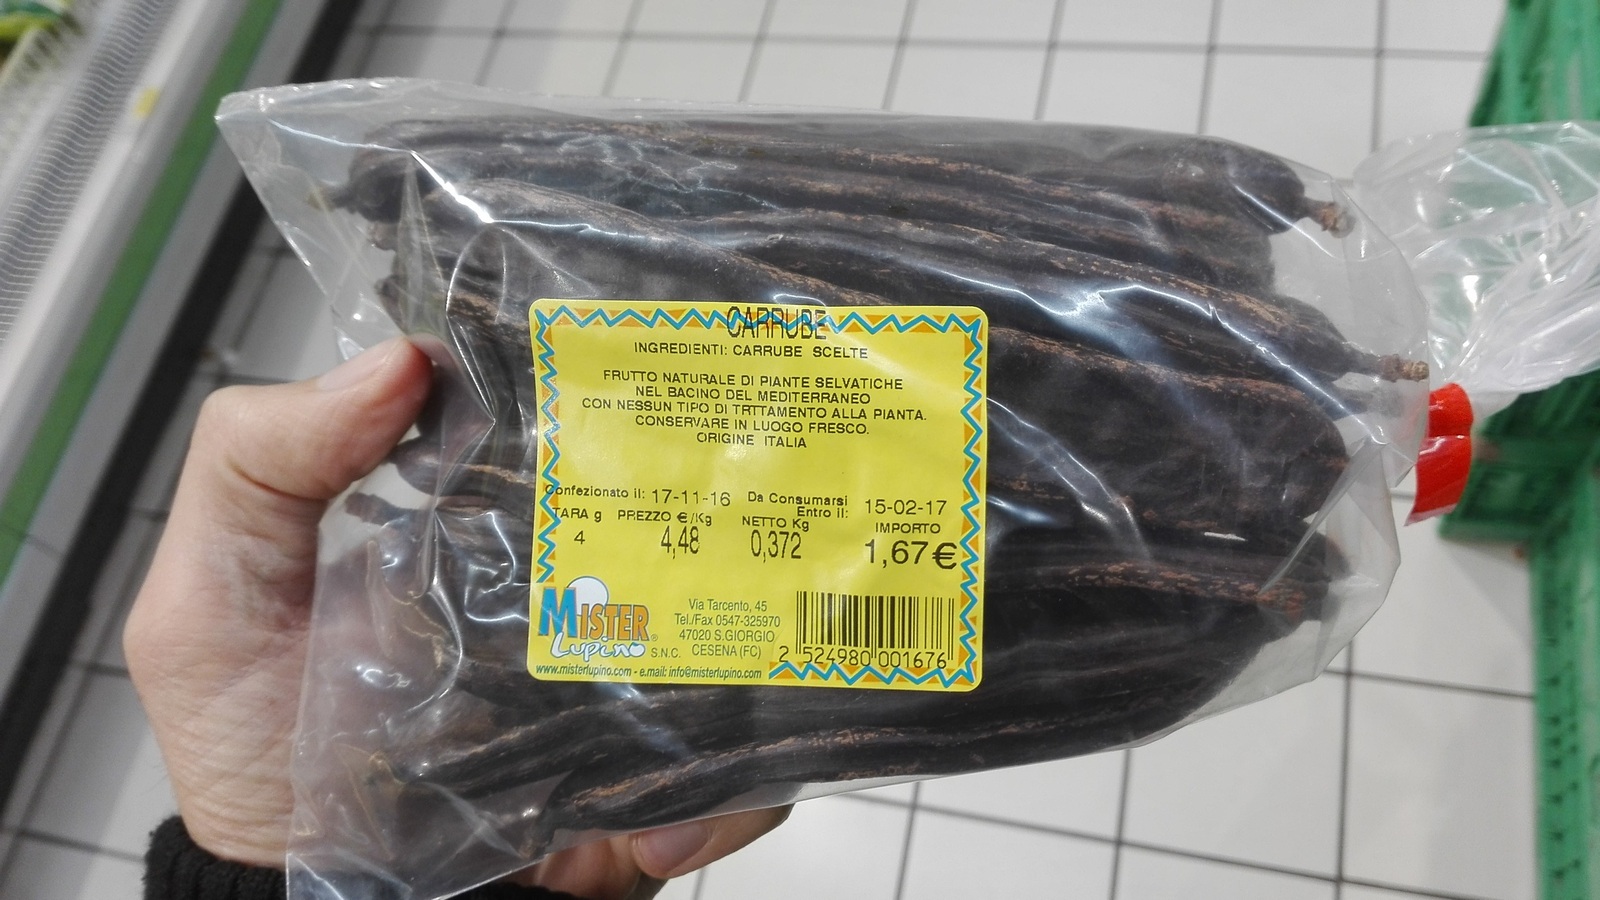 CARRUBE
INGREDIENTI: CARRUBE SCELTE
FRUTTO NATURALE DI PIANTE SELVATICHE
NEL BACINO DEL MEDITERRANEO
CON NESSUN TIPO DI TRTTAMENTO ALLA PIANTA.
CONSERVARE IN LUOGO FRESCO.
ORIGINE ITALIA
Confezionato il: 17-11-16 Da Consumarsi Entro il: 15-02-17
TARA g PREZZO €/Kg NETTO Kg IMPORTO
4 4,48 0,372 1,67€
MISTER Lupino® S.N.C.
Via Tarcento, 45
Tel./Fax 0547-325970
47020 S.GIORGIO
CESENA (FC)
www.misterlupino.com - e.mail: info@misterlupino.com
2 524980 001676